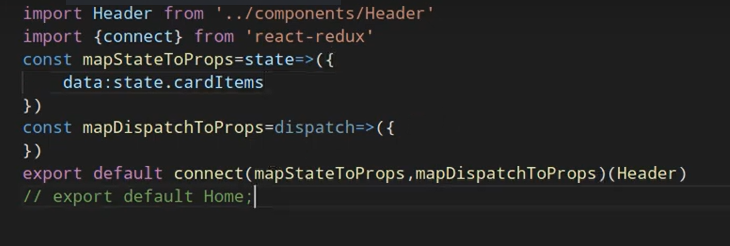 import Header from '../components/Header'
import {connect} from 'react-redux'
const mapStateToProps=state=>({
    data:state.cardItems
})
const mapDispatchToProps=dispatch=>({
})
export default connect(mapStateToProps,mapDispatchToProps)(Header)
// export default Home;